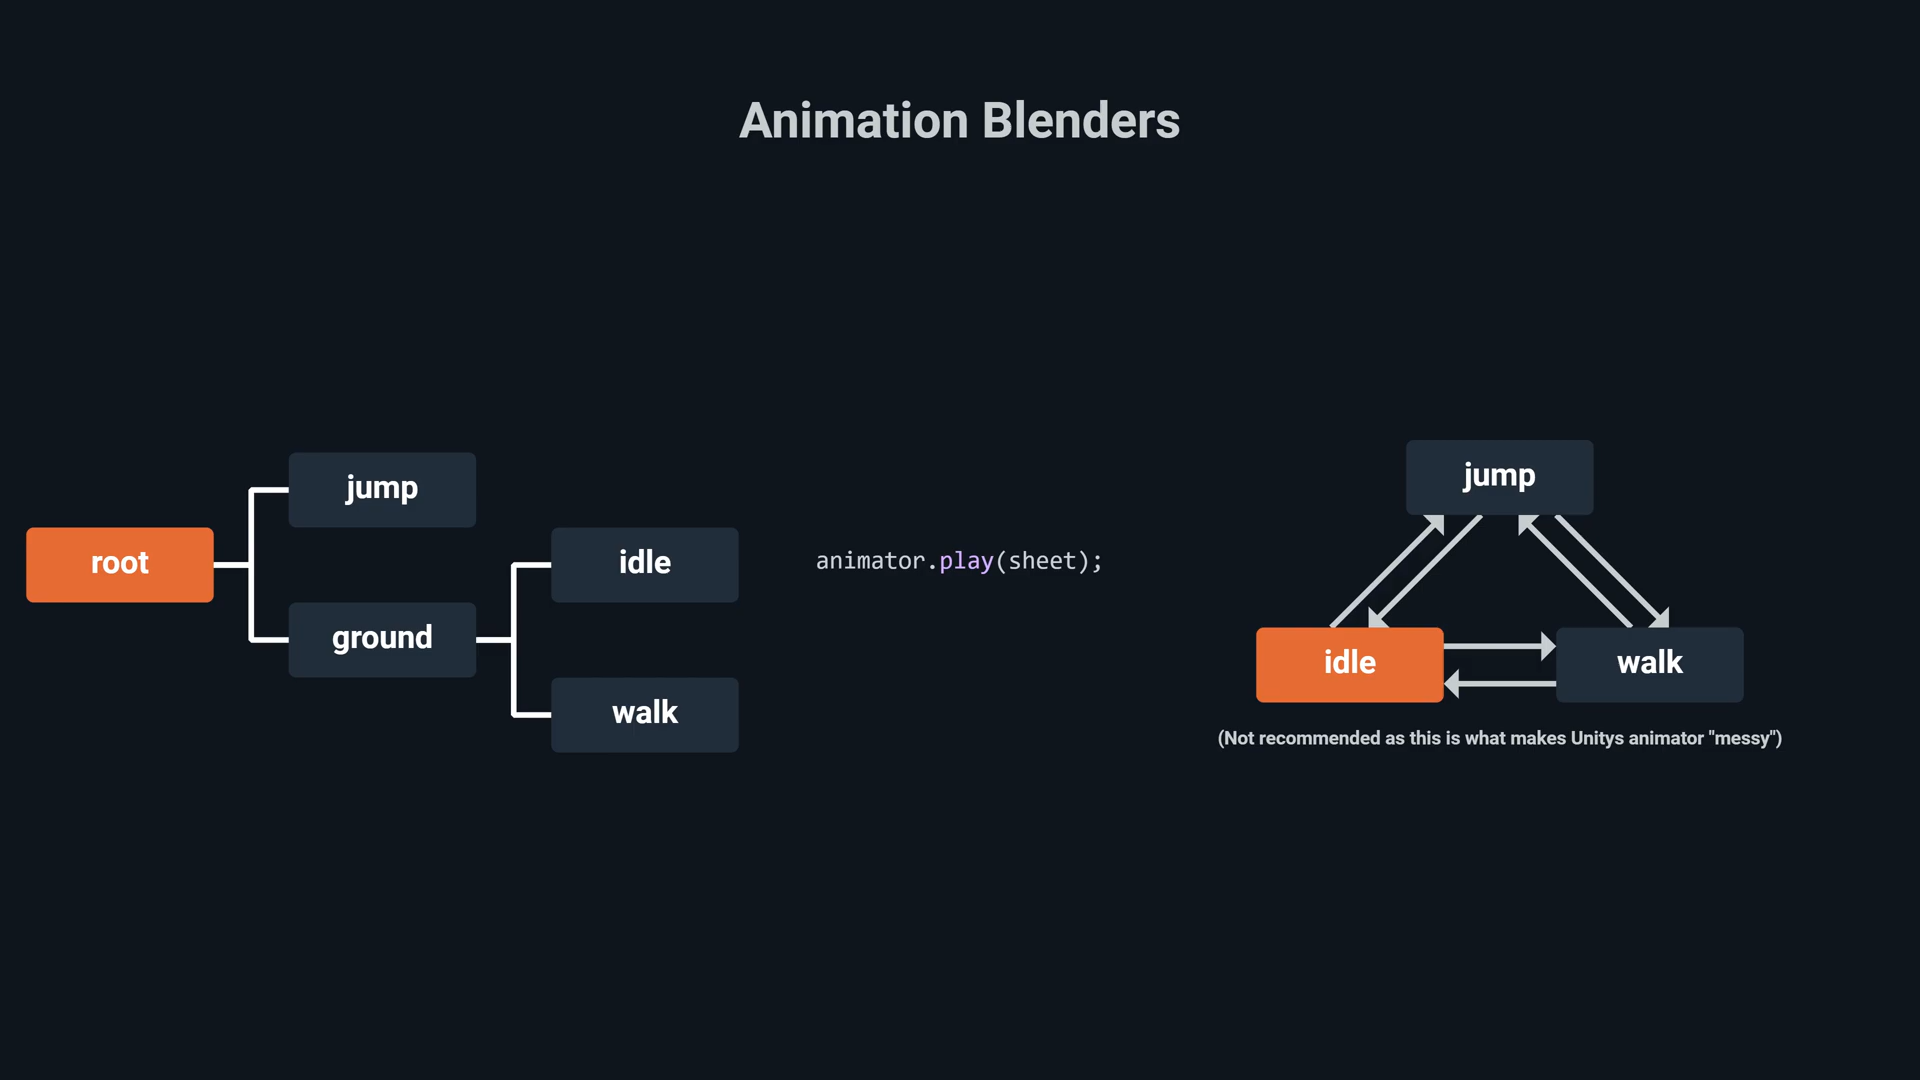 Animation Blenders
root
jump
ground
idle
walk
animator.play(sheet);
jump
idle
walk
(Not recommended as this is what makes Unitys animator "messy")